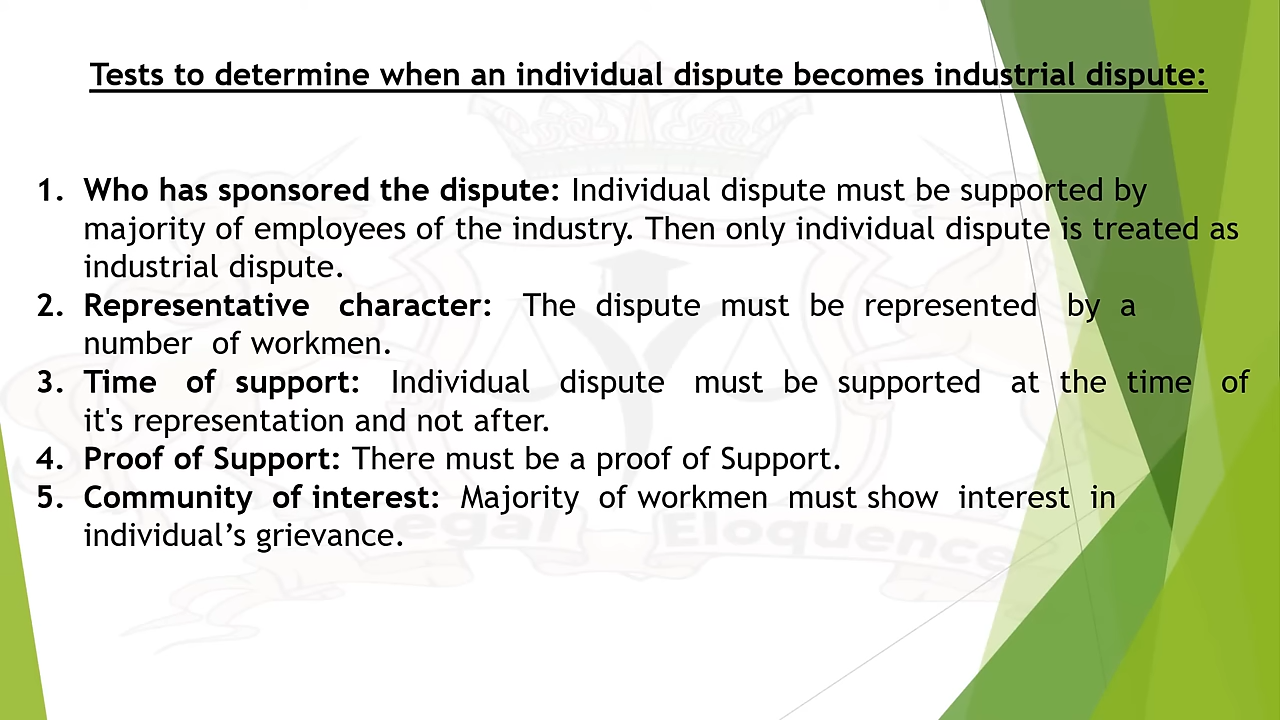 Tests to determine when an individual dispute becomes industrial dispute:
1. Who has sponsored the dispute: Individual dispute must be supported by
majority of employees of the industry. Then only individual dispute is treated as
industrial dispute.
2. Representative character: The dispute must be represented by a
number of workmen.
3. Time of support: Individual dispute must be supported at the time of
it's representation and not after.
4. Proof of Support: There must be a proof of Support.
5. Community of interest: Majority of workmen must show interest in
individual’s grievance.
Legal Eloquence